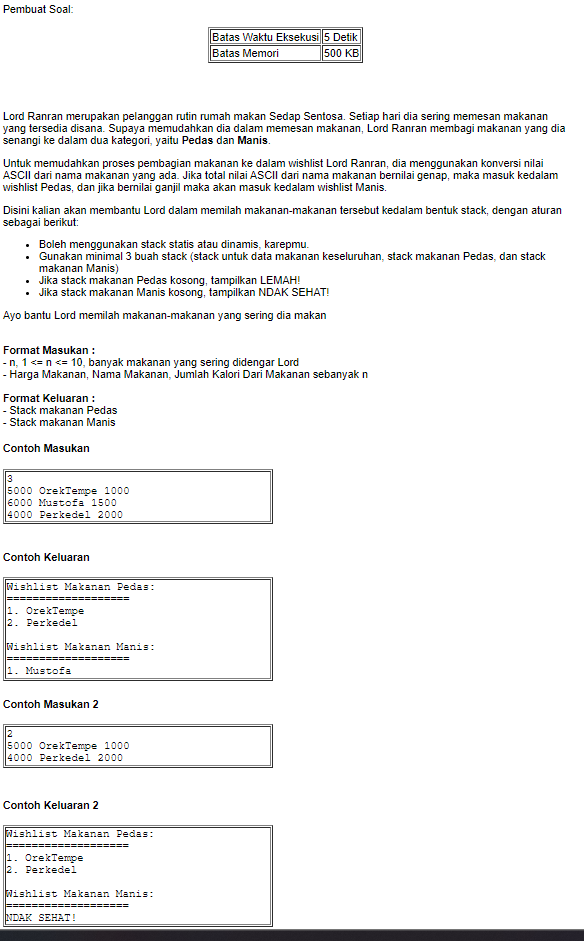 Pembuat Soal:
Batas Waktu Eksekusi 5 Detik
Batas Memori 500 KB
Lord Ranran merupakan pelanggan rutin rumah makan Sedap Sentosa. Setiap hari dia sering memesan makanan
yang tersedia disana. Supaya memudahkan dia dalam memesan makanan, Lord Ranran membagi makanan yang dia
senangi ke dalam dua kategori, yaitu Pedas dan Manis.
Untuk memudahkan proses pembagian makanan ke dalam wishlist Lord Ranran, dia menggunakan konversi nilai
ASCII dari nama makanan yang ada. Jika total nilai ASCII dari nama makanan bernilai genap, maka masuk kedalam
wishlist Pedas, dan jika bernilai ganjil maka akan masuk kedalam wishlist Manis.
Disini kalian akan membantu Lord dalam memilah makanan-makanan tersebut kedalam bentuk stack, dengan aturan
sebagai berikut:
• Boleh menggunakan stack statis atau dinamis, karepmu.
• Gunakan minimal 3 buah stack (stack untuk data makanan keseluruhan, stack makanan Pedas, dan stack
makanan Manis)
• Jika stack makanan Pedas kosong, tampilkan LEMAH!
• Jika stack makanan Manis kosong, tampilkan NDAK SEHAT!
Ayo bantu Lord memilah makanan-makanan yang sering dia makan
Format Masukan :
- n, 1 <= n <= 10, banyak makanan yang sering didengar Lord
- Harga Makanan, Nama Makanan, Jumlah Kalori Dari Makanan sebanyak n
Format Keluaran :
- Stack makanan Pedas
- Stack makanan Manis
Contoh Masukan
3
5000 OrekTempe 1000
6000 Mustofa 1500
4000 Perkedel 2000
Contoh Keluaran
Wishlist Makanan Pedas:
===================
1. OrekTempe
2. Perkedel
Wishlist Makanan Manis:
===================
1. Mustofa
Contoh Masukan 2
2
5000 OrekTempe 1000
4000 Perkedel 2000
Contoh Keluaran 2
Wishlist Makanan Pedas:
===================
1. OrekTempe
2. Perkedel
Wishlist Makanan Manis:
===================
NDAK SEHAT!